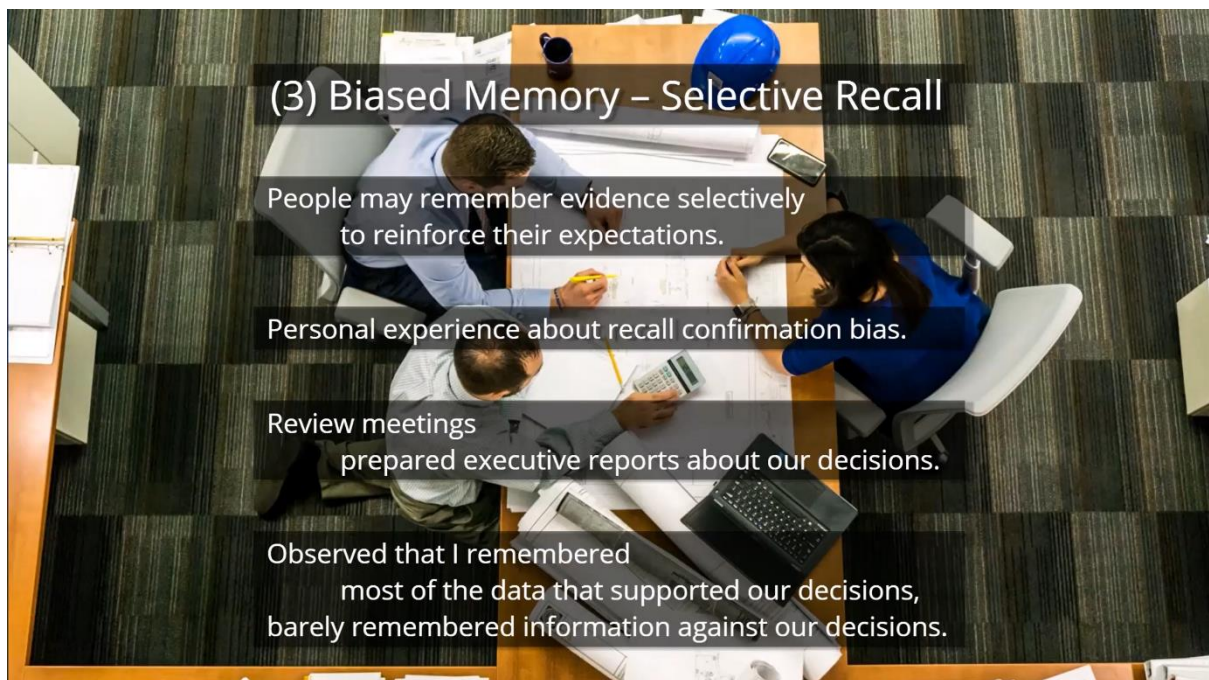 (3) Biased Memory – Selective Recall
People may remember evidence selectively
to reinforce their expectations.
Personal experience about recall confirmation bias.
Review meetings
prepared executive reports about our decisions.
Observed that I remembered
most of the data that supported our decisions,
barely remembered information against our decisions.